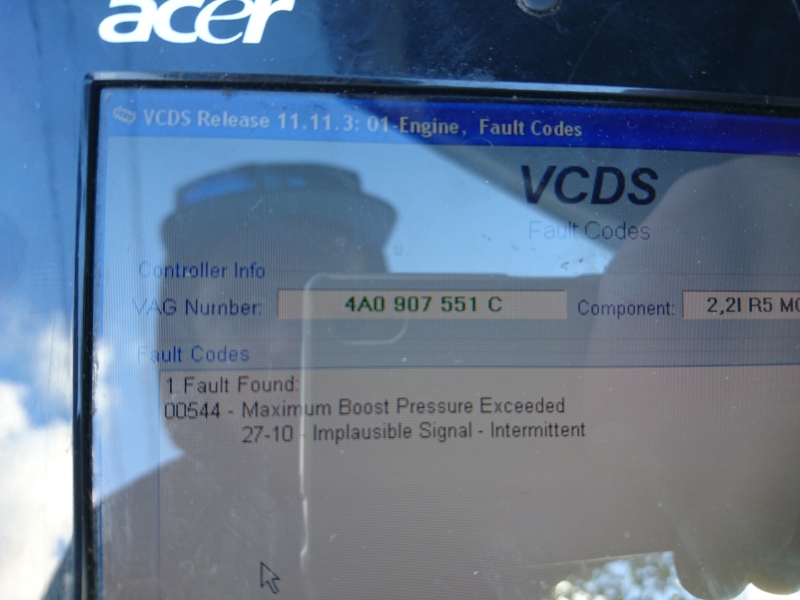 acer
VCDS Release 11.11.3: 01-Engine, Fault Codes
VCDS
Fault Codes
Controller Info
VAG Number: 4A0 907 551 C Component: 2,2l R5 MO
Fault Codes
1 Fault Found:
00544 - Maximum Boost Pressure Exceeded
27-10 - Implausible Signal - Intermittent